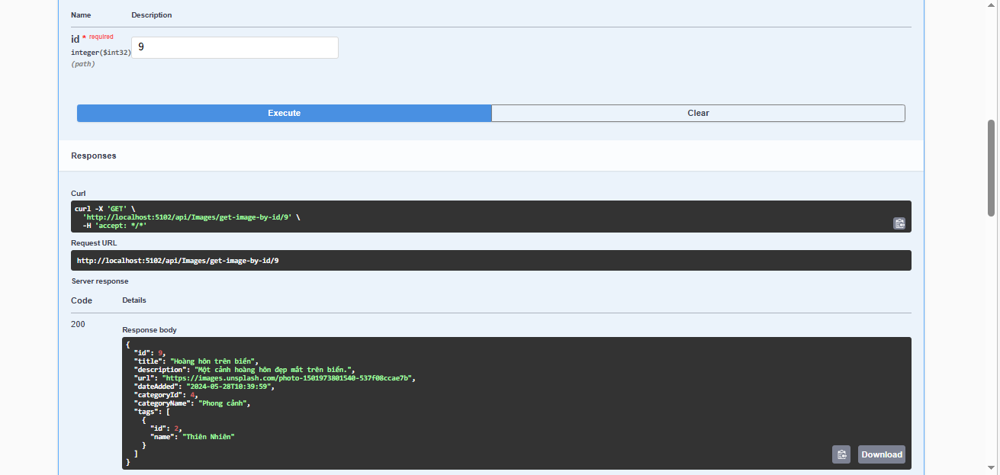 Name Description
id * required
integer($int32)
(path)
9
Execute Clear
Responses
Curl
curl -X 'GET' \
'http://localhost:5102/api/Images/get-image-by-id/9' \
-H 'accept: */*'
Request URL
http://localhost:5102/api/Images/get-image-by-id/9
Server response
Code Details
200
Response body
{
"id": 9,
"title": "Hoàng hôn trên biển",
"description": "Một cảnh hoàng hôn đẹp mắt trên biển.",
"url": "https://images.unsplash.com/photo-1501973801540-537f08ccae7b",
"dateAdded": "2024-05-28T10:39:59",
"categoryId": 4,
"categoryName": "Phong cảnh",
"tags": [
{
"id": 2,
"name": "Thiên Nhiên"
}
]
}
Download